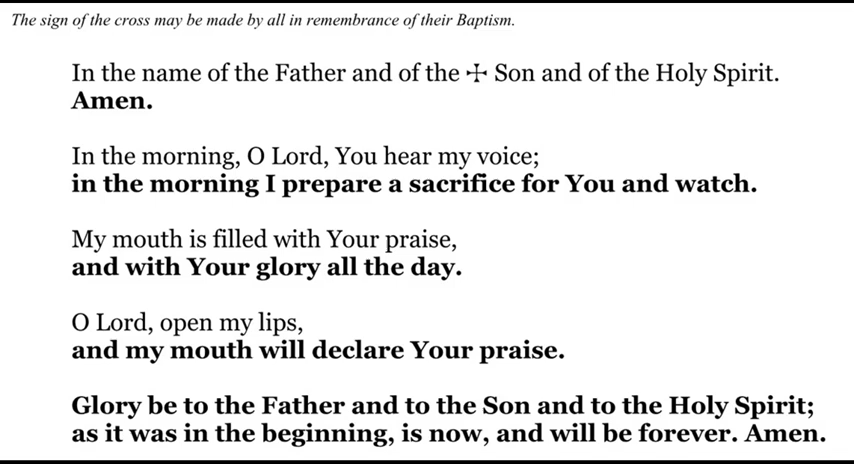 The sign of the cross may be made by all in remembrance of their Baptism.
In the name of the Father and of the ☩ Son and of the Holy Spirit.
Amen.
In the morning, O Lord, You hear my voice;
in the morning I prepare a sacrifice for You and watch.
My mouth is filled with Your praise,
and with Your glory all the day.
O Lord, open my lips,
and my mouth will declare Your praise.
Glory be to the Father and to the Son and to the Holy Spirit;
as it was in the beginning, is now, and will be forever. Amen.